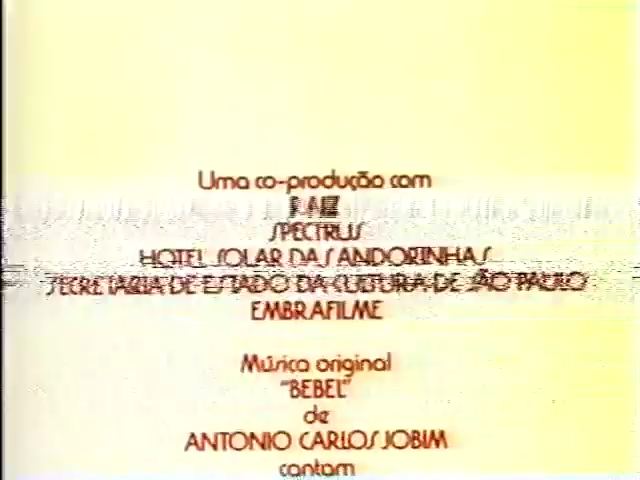 Uma co-produção com
SPECTRUS
HOTEL SOLAR DAS ANDORINHAS
SECRETARIA DE ESTADO DA CULTURA DE SÃO PAULO
EMBRAFILME
Música original
"BEBEL"
de
ANTONIO CARLOS JOBIM
cantam